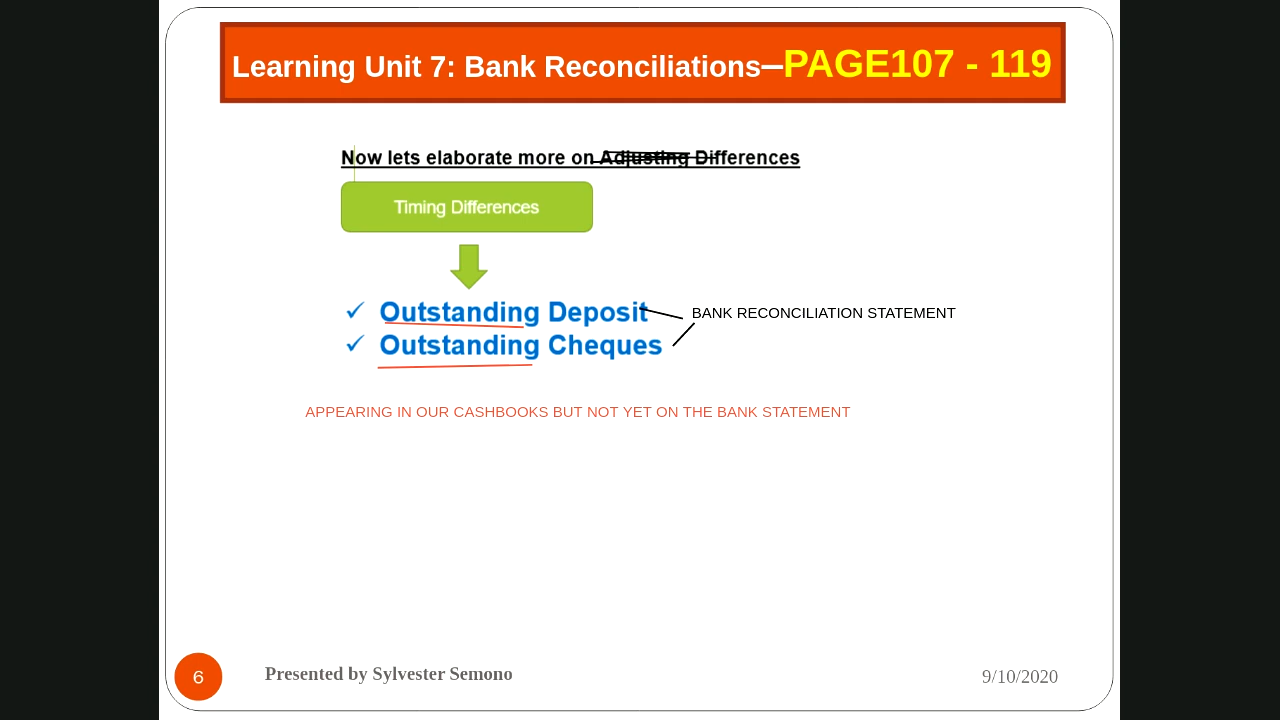 Learning Unit 7: Bank Reconciliations–PAGE107 - 119
Now lets elaborate more on Adjusting Differences
Timing Differences
✓ Outstanding Deposit
BANK RECONCILIATION STATEMENT
✓ Outstanding Cheques
APPEARING IN OUR CASHBOOKS BUT NOT YET ON THE BANK STATEMENT
6
Presented by Sylvester Semono
9/10/2020